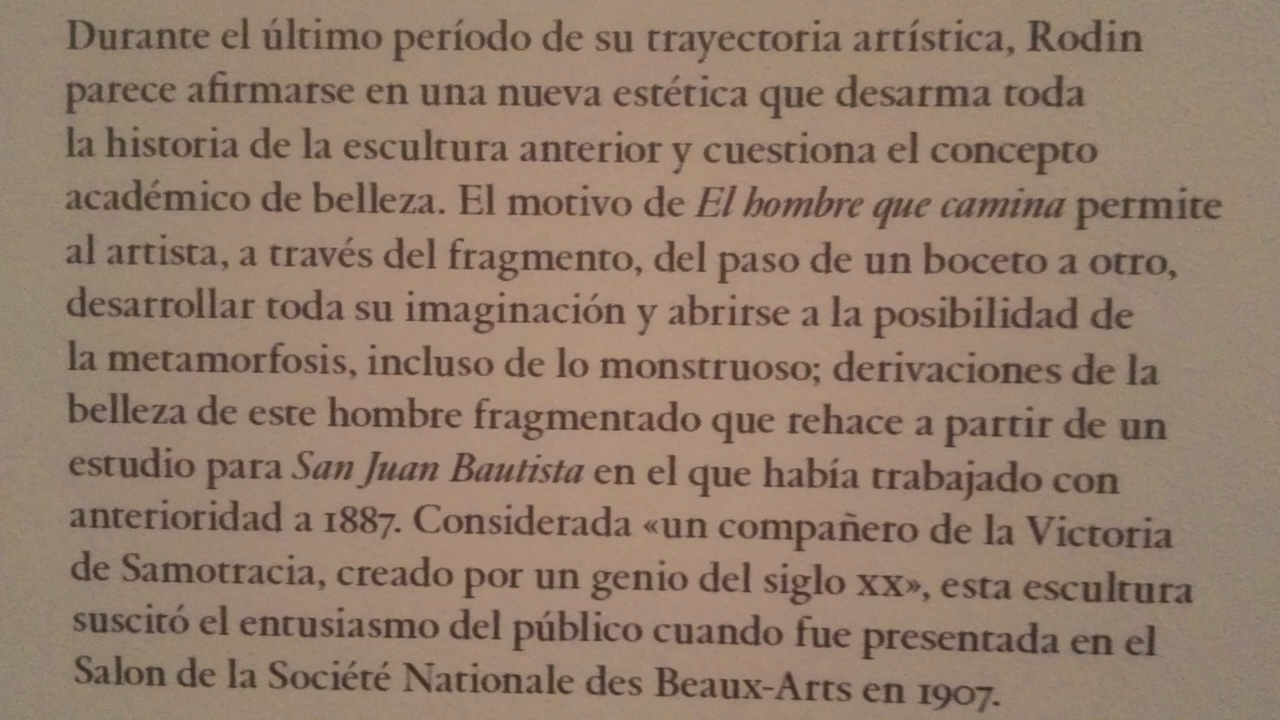 Durante el último período de su trayectoria artística, Rodin
parece afirmarse en una nueva estética que desarma toda
la historia de la escultura anterior y cuestiona el concepto
académico de belleza. El motivo de El hombre que camina permite
al artista, a través del fragmento, del paso de un boceto a otro,
desarrollar toda su imaginación y abrirse a la posibilidad de
la metamorfosis, incluso de lo monstruoso; derivaciones de la
belleza de este hombre fragmentado que rehace a partir de un
estudio para San Juan Bautista en el que había trabajado con
anterioridad a 1887. Considerada «un compañero de la Victoria
de Samotracia, creado por un genio del siglo XX», esta escultura
suscitó el entusiasmo del público cuando fue presentada en el
Salon de la Société Nationale des Beaux-Arts en 1907.